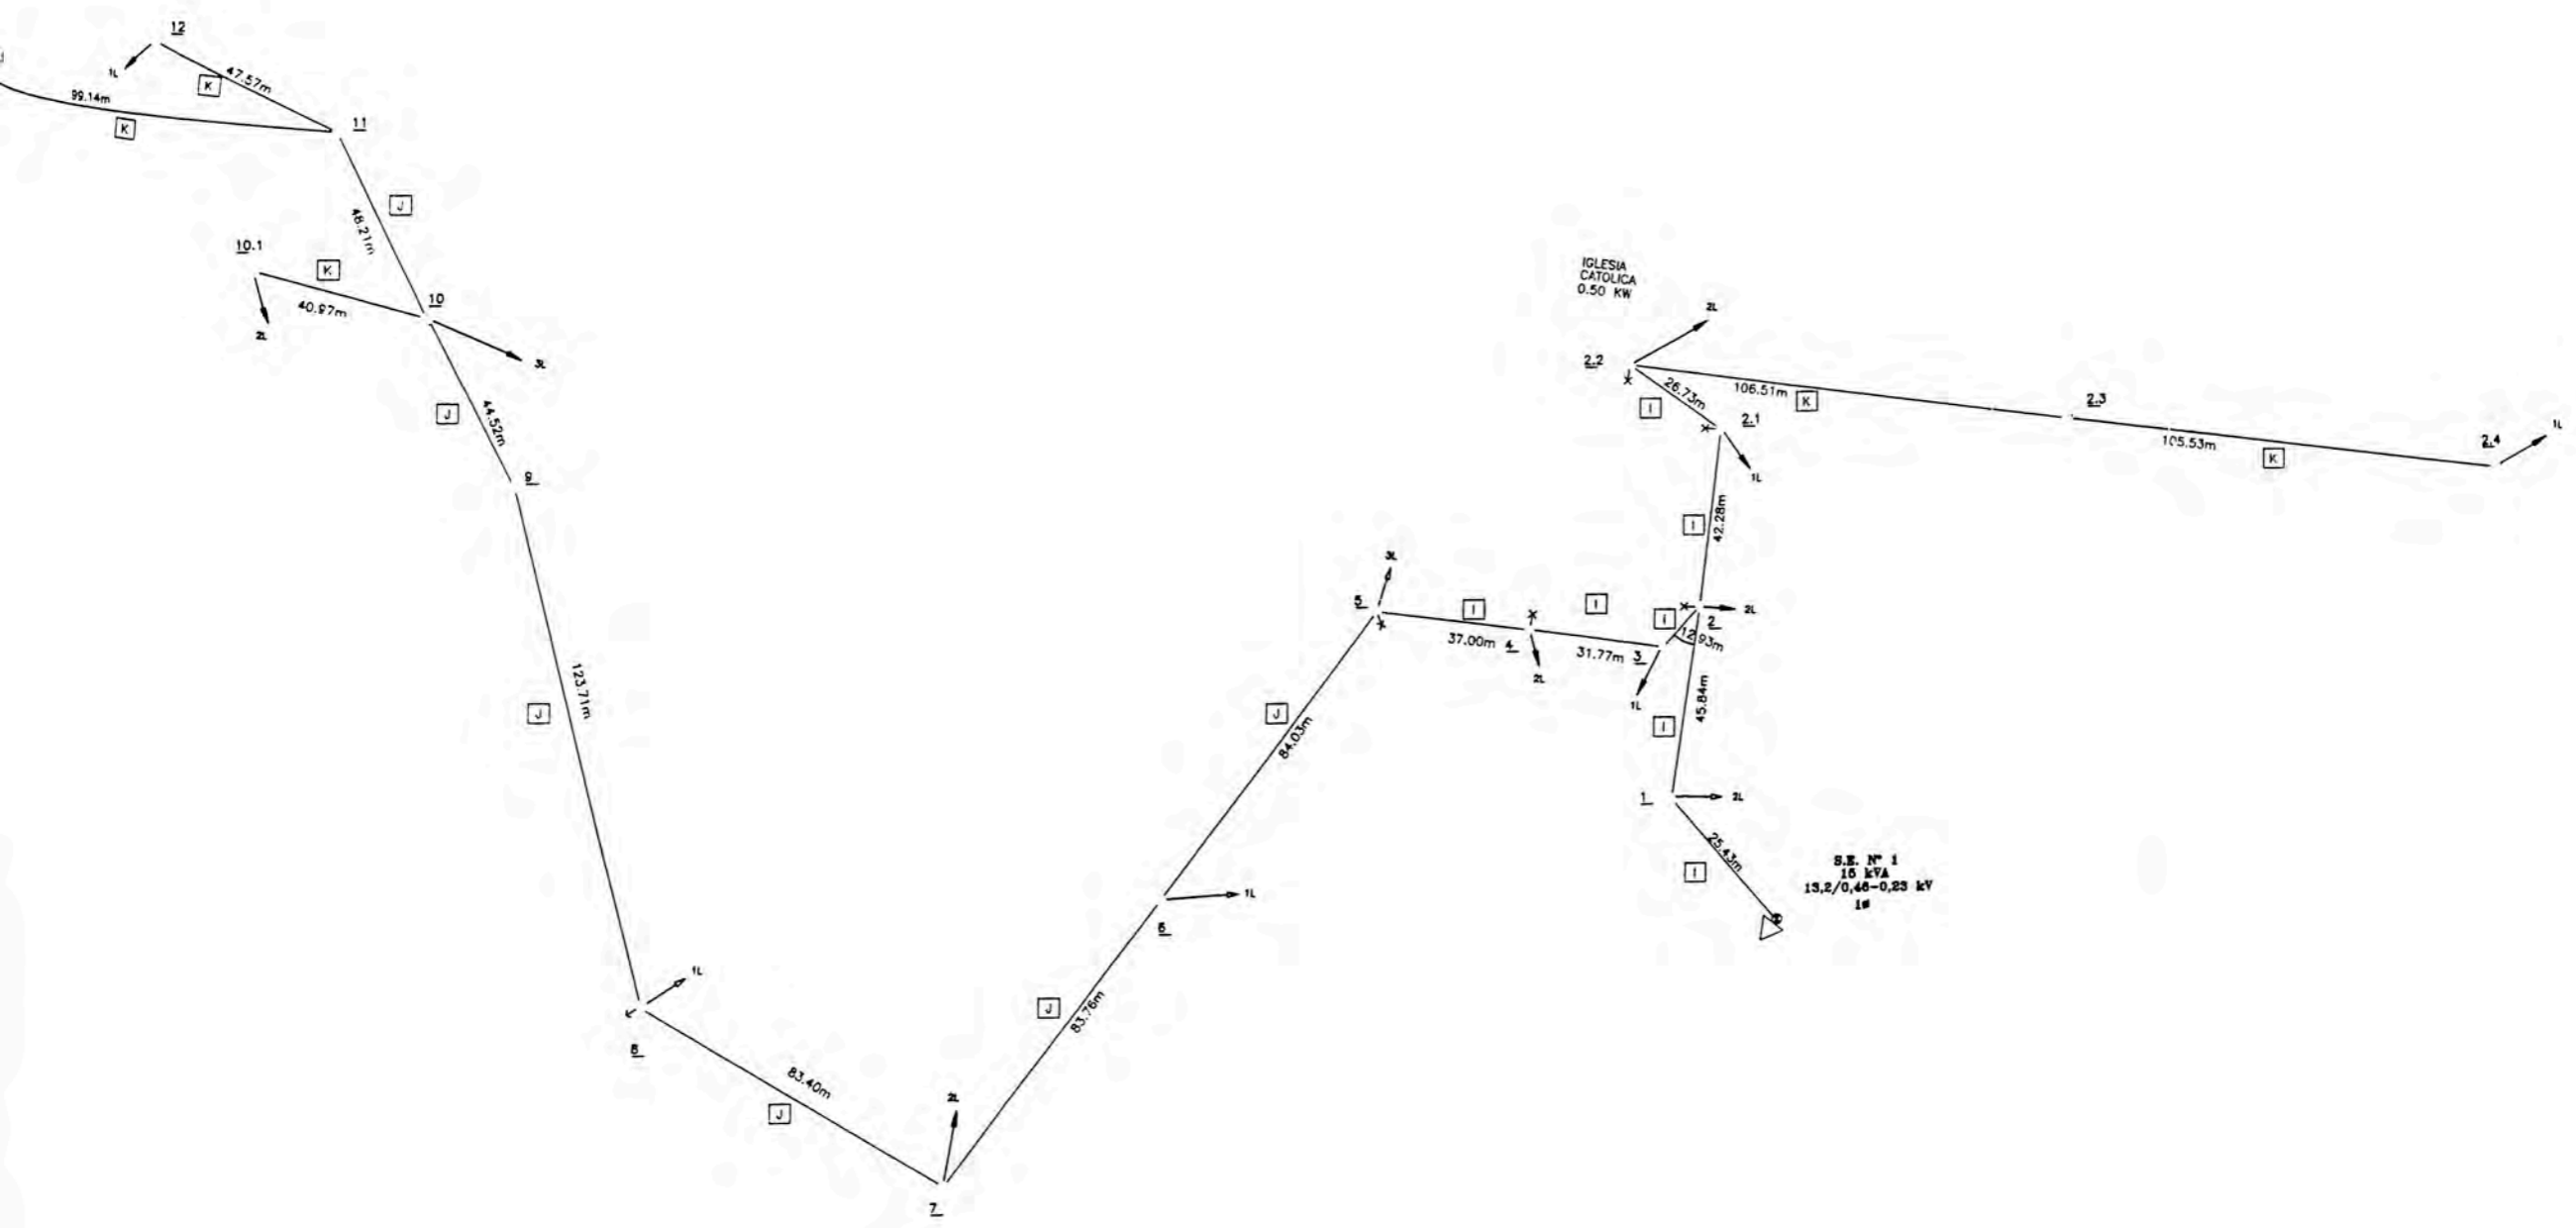 12
1L
K
47.57m
99.14m
K
11
J
48.21m
10.1
K
40.97m
2L
10
3L
J
44.52m
9
J
123.71m
1L
8
83.40m
J
2L
7
J
83.76m
1L
6
J
84.03m
3L
5
I
37.00m
4
2L
I
31.77m
3
1L
I
12.93m
2
2L
I
45.84m
1
2L
I
25.43m
S.E. Nº 1
15 kVA
13,2/0,46-0,23 kV
1ø
I
42.28m
2.1
1L
I
26.73m
2.2
2L
IGLESIA
CATOLICA
0.50 KW
106.51m
K
2.3
105.53m
K
2.4
1L